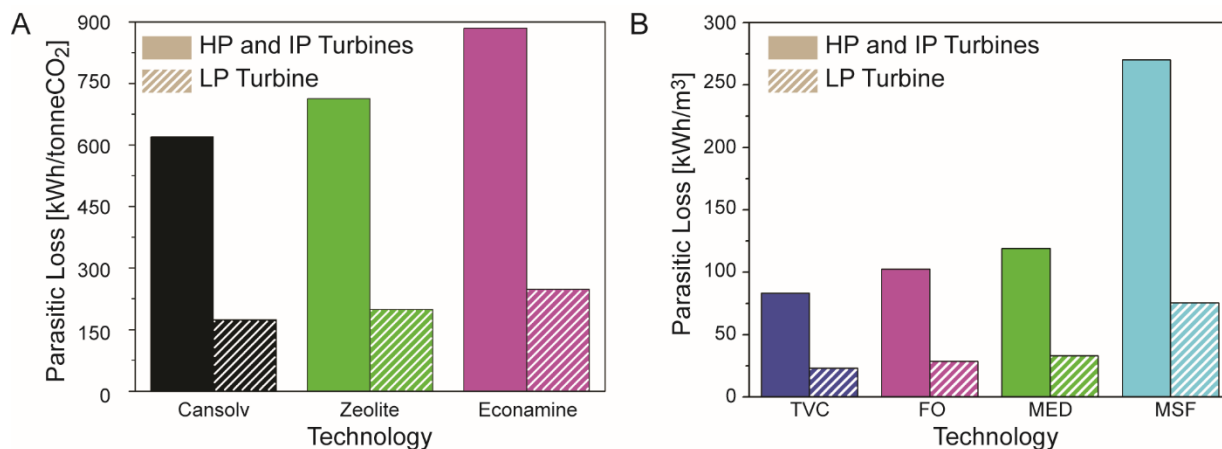 A
Parasitic Loss [kWh/tonneCO2]
900
750
600
450
300
150
0
HP and IP Turbines
LP Turbine
Cansolv Zeolite Econamine
Technology
B
Parasitic Loss [kWh/m³]
300
250
200
150
100
50
0
HP and IP Turbines
LP Turbine
TVC FO MED MSF
Technology